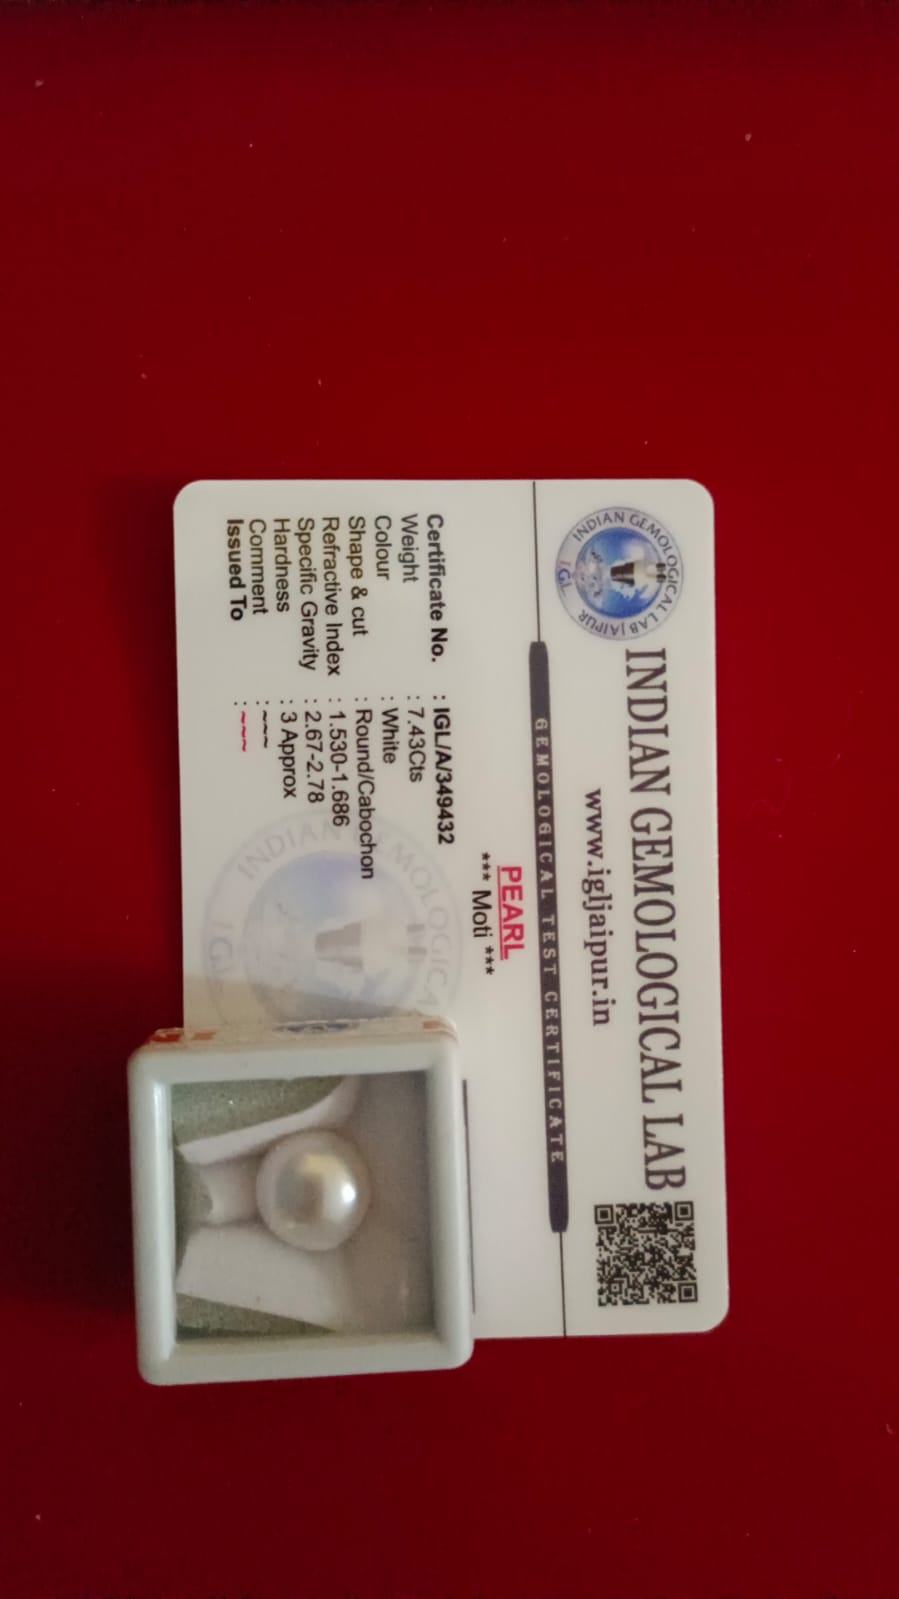 INDIAN GEMOLOGICAL LAB
www.igljaipur.in
INDIAN GEMOLOGICAL LAB JAIPUR
I.G.L
GEMOLOGICAL TEST CERTIFICATE
PEARL
*** Moti ***
Certificate No. : IGL/A/349432
Weight : 7.43Cts
Colour : White
Shape & cut : Round/Cabochon
Refractive Index : 1.530-1.686
Specific Gravity : 2.67-2.78
Hardness : 3 Approx
Comment : ~~~
Issued To : ~~~
INDIAN
I.G.L